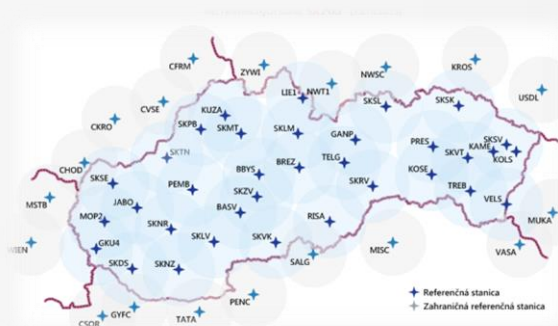 CFRM
ZYWI
NWSC
KROS
LIE1
NWT1
USDL
CVSE
KUZA
SKSL
SKSK
CKRO
SKPB
SKMT
SKLM
GANP
SKTN
PRES
SKSV
KAME
SKVT
KOLS
CHOD
BBYS
BREZ
TELG
SKSE
PEMB
SKRV
KOSE
TREB
MSTB
JABO
SKZV
VELS
MOP2
BASV
RISA
MUKA
WIEN
GKU4
SKNR
SKLV
SKVK
MISC
VASA
SKDS
SKNZ
SALG
PENC
Referenčná stanica
GYFC
TATA
Zahraničná referenčná stanica
CSOR